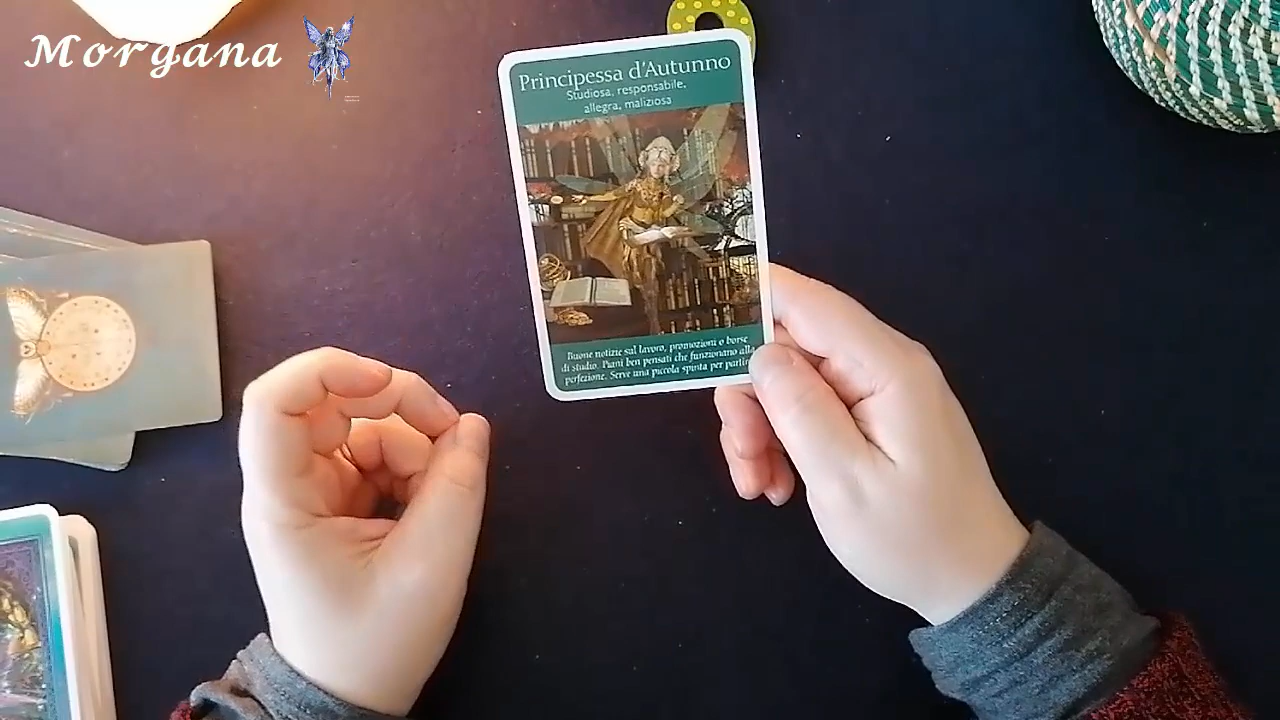 Morgana
Principessa d'Autunno
Studiosa, responsabile,
allegra, maliziosa
Buone notizie sul lavoro, promozioni o borse
di studio. Piani ben pensati che funzionano alla
perfezione. Serve una piccola spinta per